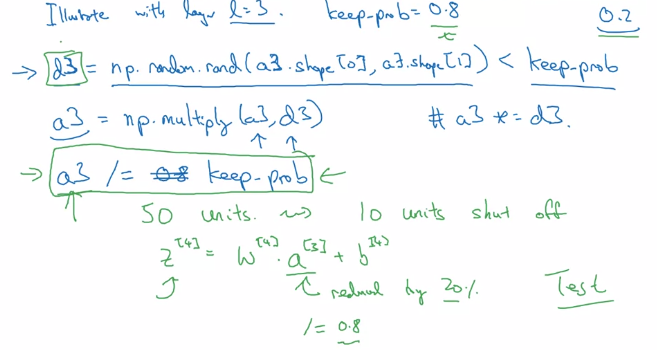 Illustrate with layer l=3. keep-prob = 0.8 0.2
→ d3 = np.random.rand(a3.shape[0], a3.shape[1]) < keep-prob
a3 = np.multiply(a3, d3) # a3 *= d3.
→ a3 /= 0.8 keep-prob ←
50 units. ⇝ 10 units shut off
z^[4] = W^[4] · a^[3] + b^[4]
reduced by 20%. Test
/= 0.8